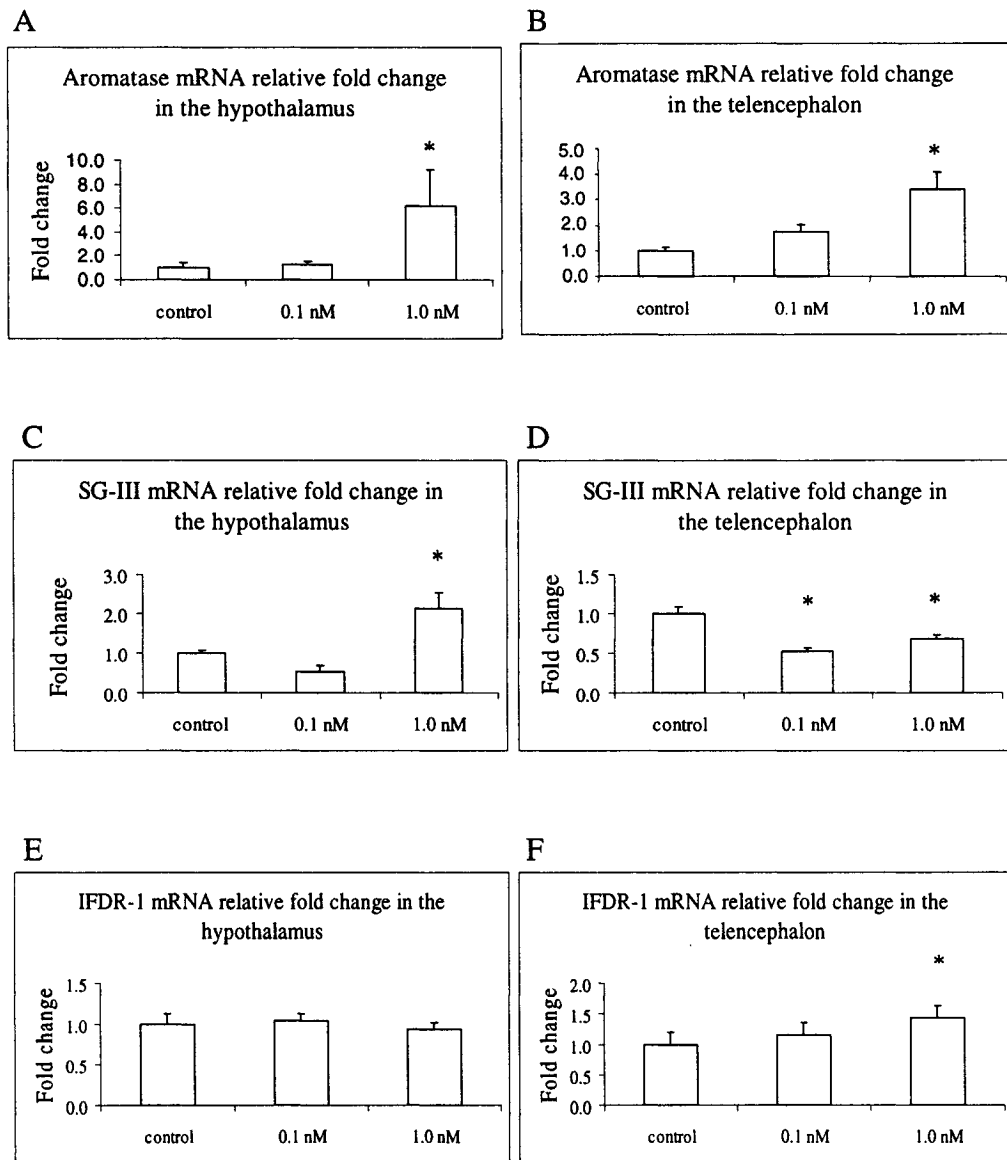 A
Aromatase mRNA relative fold change
in the hypothalamus
*
Fold change
10.0
8.0
6.0
4.0
2.0
0.0
control 0.1 nM 1.0 nM
B
Aromatase mRNA relative fold change
in the telencephalon
*
5.0
4.0
3.0
2.0
1.0
0.0
control 0.1 nM 1.0 nM
C
SG-III mRNA relative fold change in
the hypothalamus
*
Fold change
3.0
2.0
1.0
0.0
control 0.1 nM 1.0 nM
D
SG-III mRNA relative fold change in
the telencephalon
* *
Fold change
1.5
1.0
0.5
0.0
control 0.1 nM 1.0 nM
E
IFDR-1 mRNA relative fold change in the
hypothalamus
Fold change
1.5
1.0
0.5
0.0
control 0.1 nM 1.0 nM
F
IFDR-1 mRNA relative fold change in the
telencephalon
*
Fold change
2.0
1.5
1.0
0.5
0.0
control 0.1 nM 1.0 nM